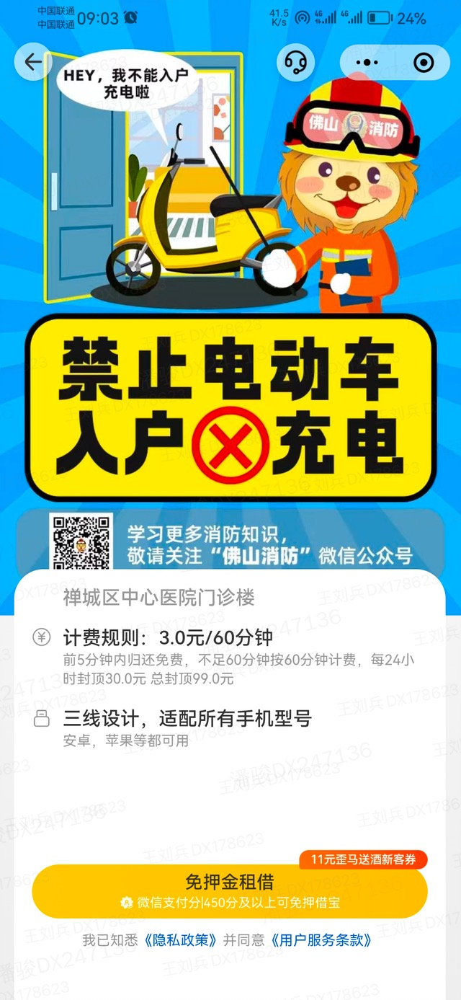 中国联通
中国联通
09:03
41.5
K/s
4G
4G
24%
HEY，我不能入户
充电啦
佛山 消防
禁止电动车
入户 充电
学习更多消防知识，
敬请关注“佛山消防”微信公众号
禅城区中心医院门诊楼
计费规则：3.0元/60分钟
前5分钟内归还免费，不足60分钟按60分钟计费，每24小
时封顶30.0元 总封顶99.0元
三线设计，适配所有手机型号
安卓，苹果等都可用
11元歪马送酒新客券
免押金租借
微信支付分|450分及以上可免押借宝
我已知悉《隐私政策》并同意《用户服务条款》
王刘兵DX178623
潘骏DX247136